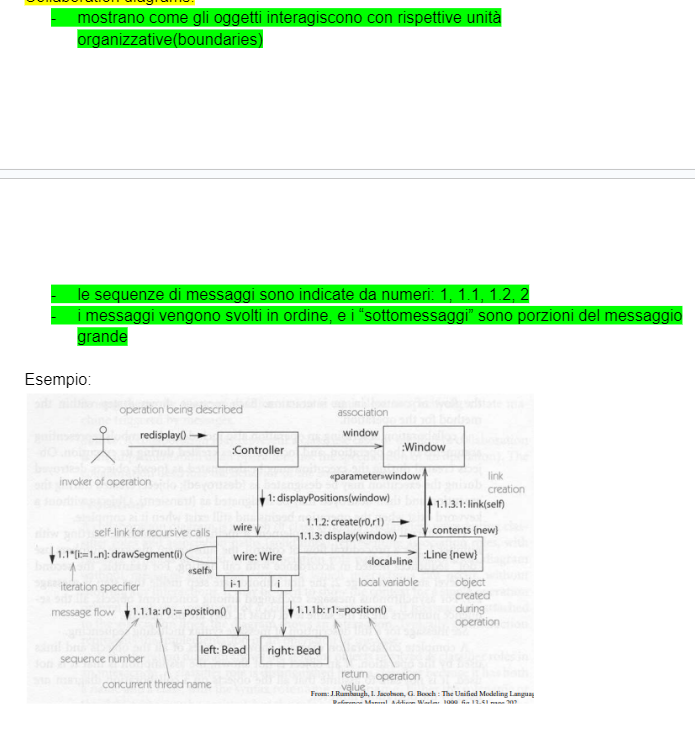 Collaboration diagrams:
- mostrano come gli oggetti interagiscono con rispettive unità
organizzative(boundaries)
- le sequenze di messaggi sono indicate da numeri: 1, 1.1, 1.2, 2
- i messaggi vengono svolti in ordine, e i “sottomessaggi” sono porzioni del messaggio
grande
Esempio:
operation being described
association
redisplay()
window
:Controller
:Window
invoker of operation
«parameter»window
link
creation
1: displayPositions(window)
1.1.3.1: link(self)
1.1.2: create(r0,r1)
self-link for recursive calls
wire
contents {new}
1.1.3: display(window)
1.1*[i:=1..n]: drawSegment(i)
wire: Wire
:Line {new}
«self»
«local»line
iteration specifier
i-1
i
local variable
object
created
during
operation
message flow
1.1.1a: r0 := position()
1.1.1b: r1:=position()
left: Bead
right: Bead
sequence number
concurrent thread name
return
value
operation
From: J.Rumbaugh, I. Jacobson, G. Booch : The Unified Modeling
Reference Manual, Addison Wesley, 1999,